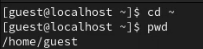 [guest@localhost ~]$ cd ~
[guest@localhost ~]$ pwd
/home/guest